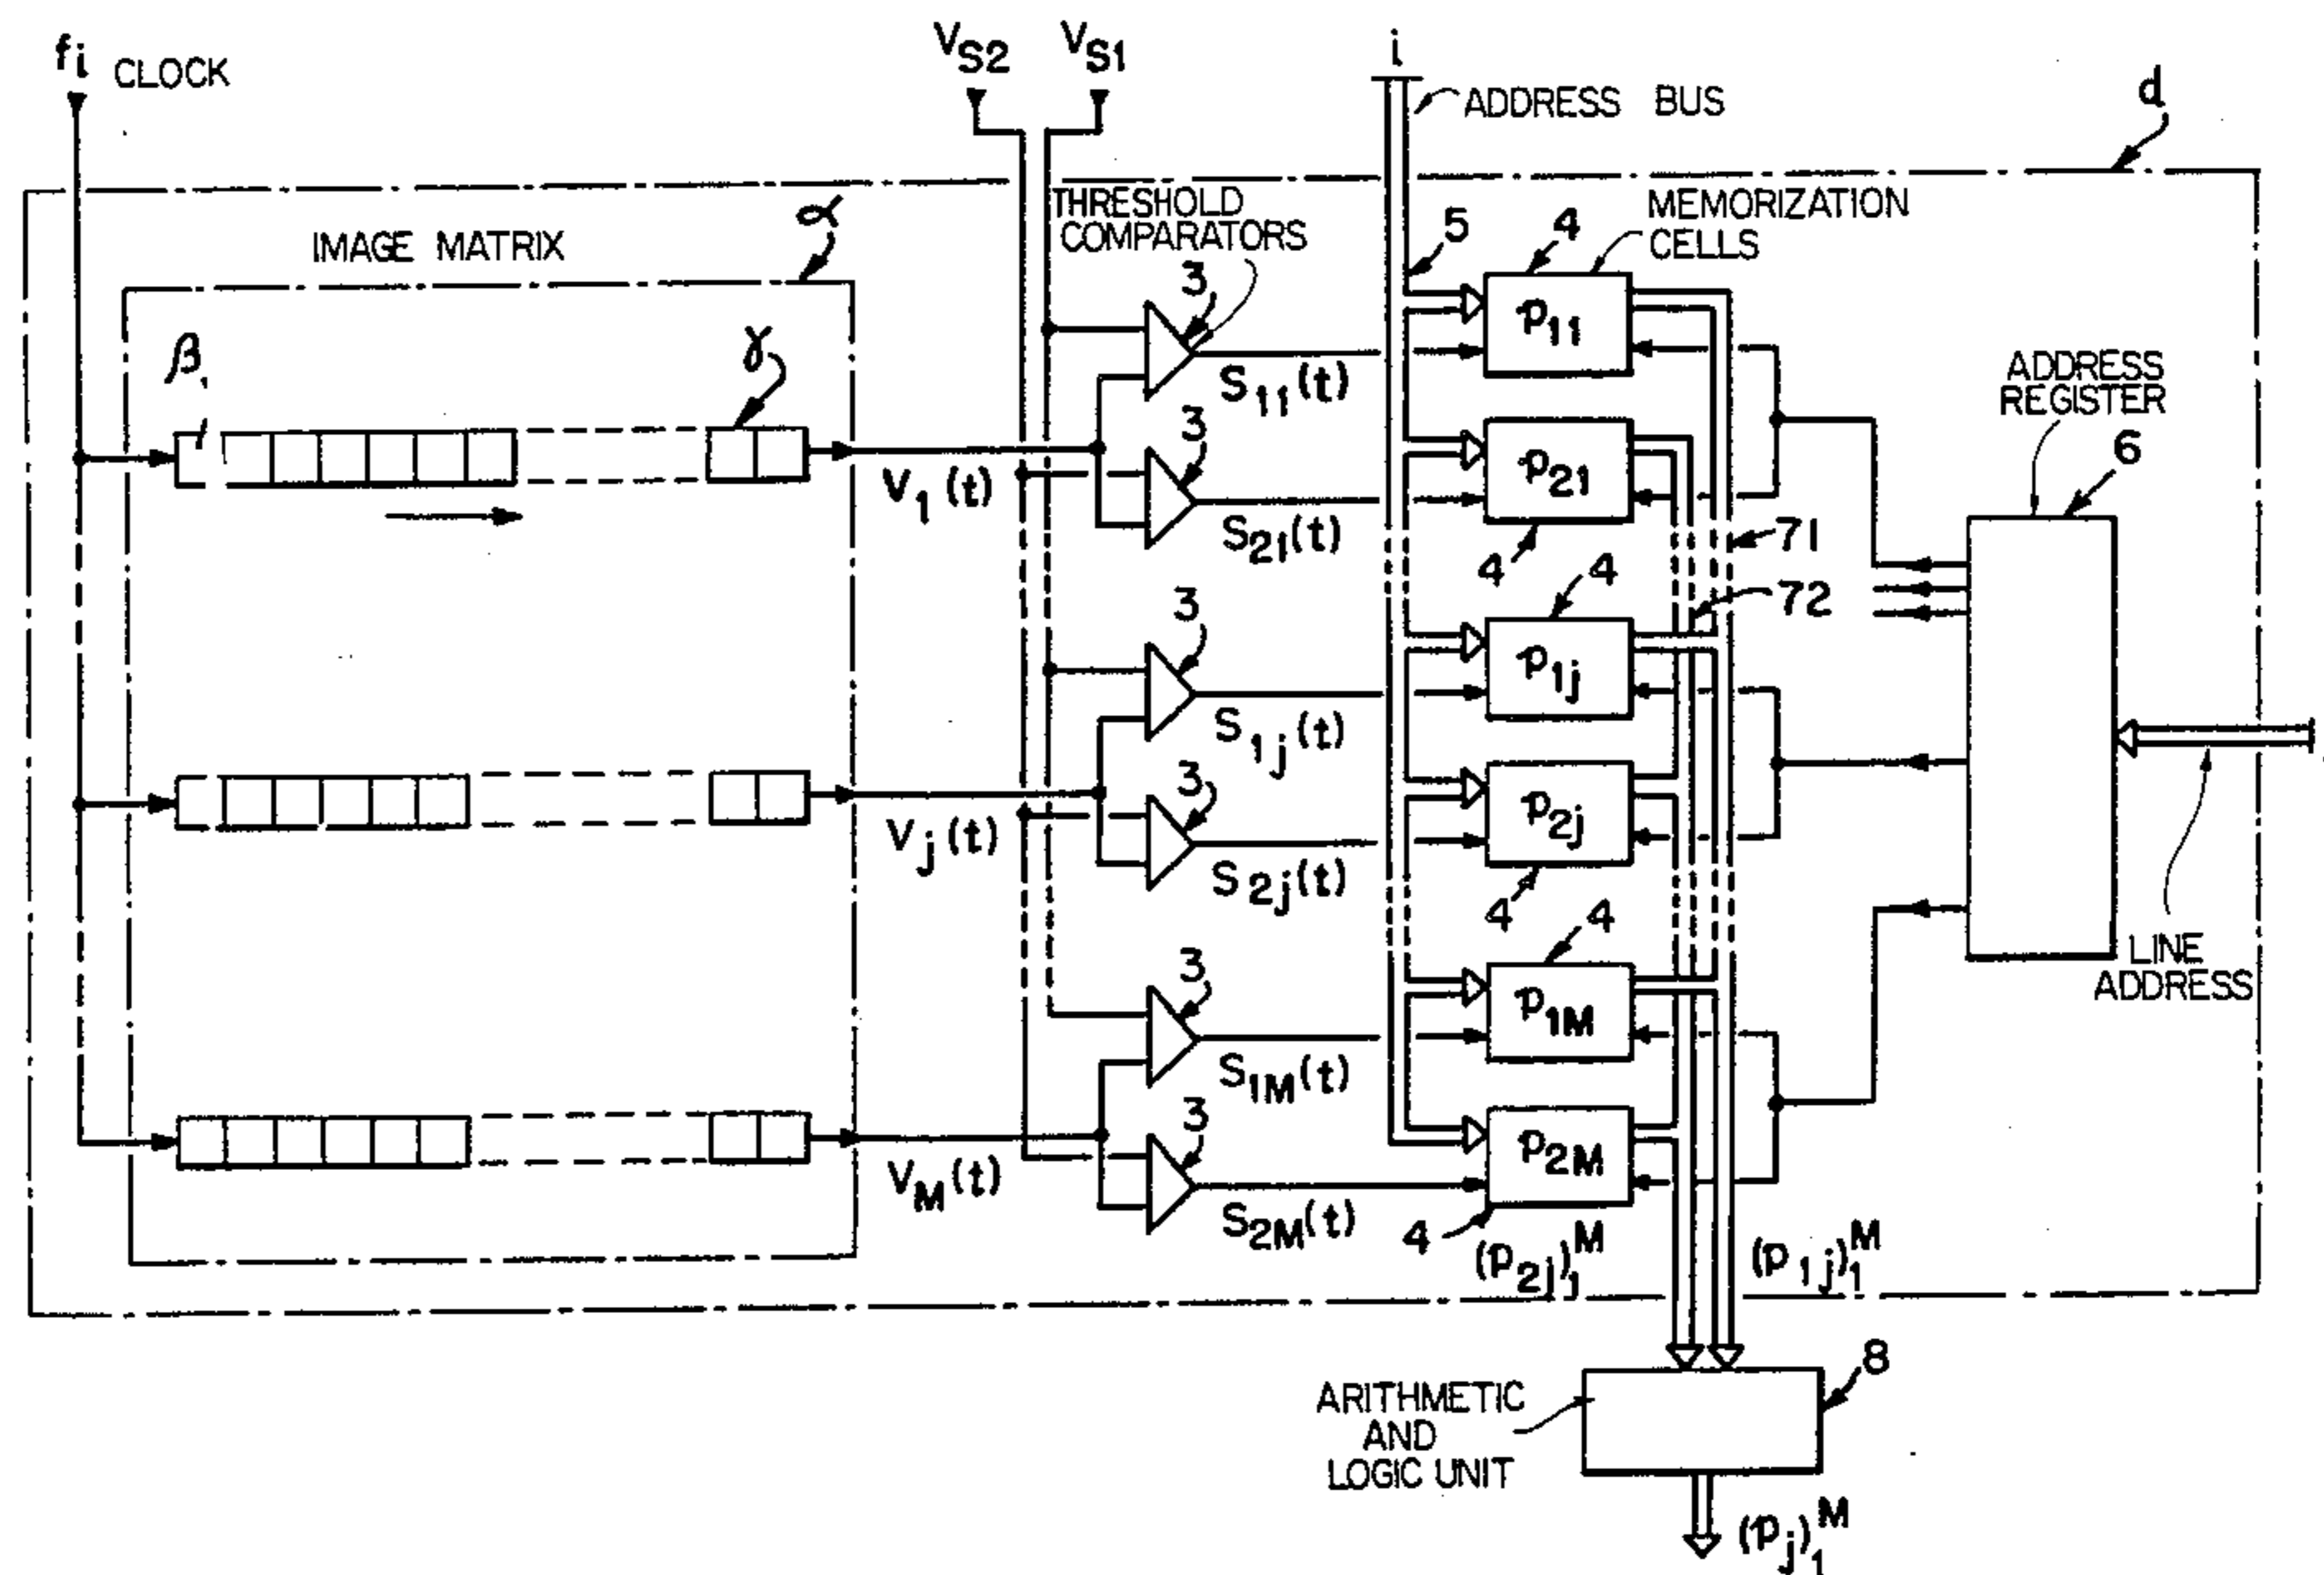 fi CLOCK
VS2
VS1
i
ADDRESS BUS
d
IMAGE MATRIX
α
THRESHOLD
COMPARATORS
5
4
MEMORIZATION
CELLS
β
γ
3
S11(t)
p11
ADDRESS
REGISTER
6
V1(t)
3
S21(t)
p21
4
71
72
3
S1j(t)
4
p1j
Vj(t)
3
S2j(t)
p2j
4
LINE
ADDRESS
3
S1M(t)
4
p1M
VM(t)
3
S2M(t)
p2M
4
(p2j)1M
(p1j)1M
8
ARITHMETIC
AND
LOGIC UNIT
(pj)1M